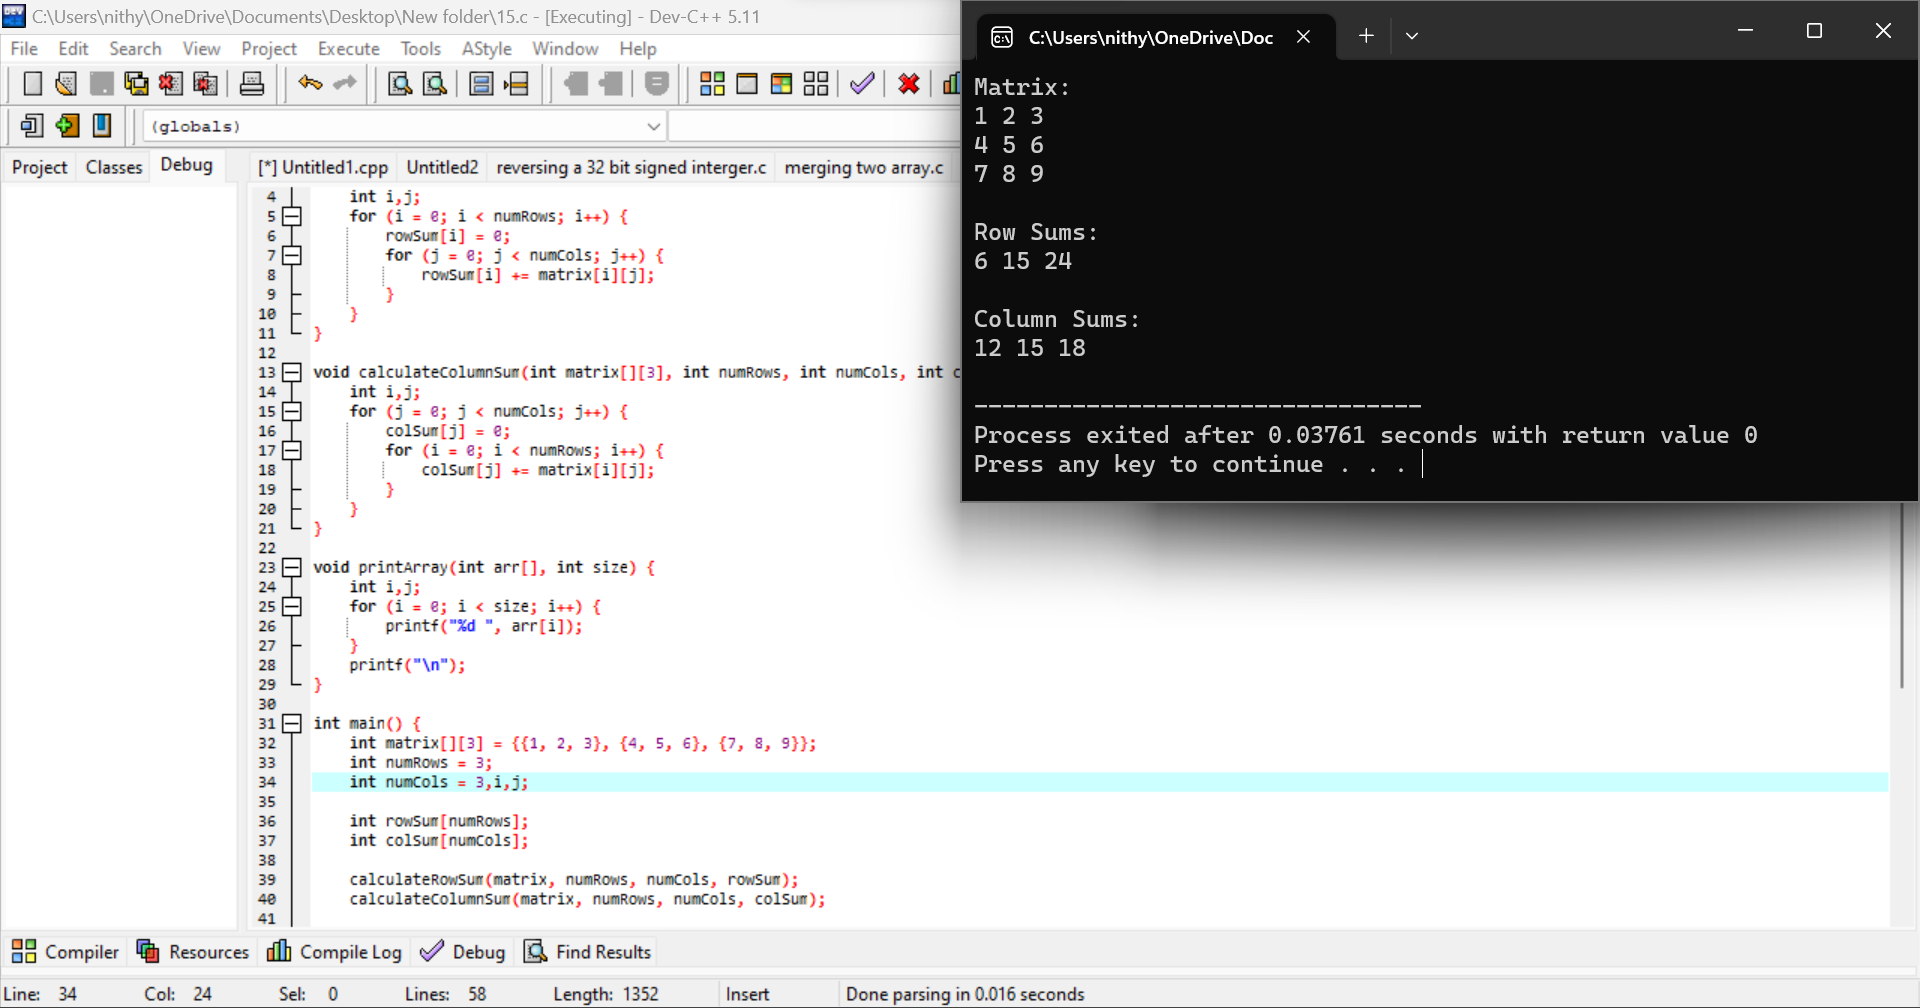 C:\Users\nithy\OneDrive\Documents\Desktop\New folder\15.c - [Executing] - Dev-C++ 5.11
File Edit Search View Project Execute Tools AStyle Window Help
(globals)
Project Classes Debug
[*] Untitled1.cpp Untitled2 reversing a 32 bit signed interger.c merging two array.c
4 int i,j;
5 for (i = 0; i < numRows; i++) {
6 rowSum[i] = 0;
7 for (j = 0; j < numCols; j++) {
8 rowSum[i] += matrix[i][j];
9 }
10 }
11 }
12
13 void calculateColumnSum(int matrix[][3], int numRows, int numCols, int c
14 int i,j;
15 for (j = 0; j < numCols; j++) {
16 colSum[j] = 0;
17 for (i = 0; i < numRows; i++) {
18 colSum[j] += matrix[i][j];
19 }
20 }
21 }
22
23 void printArray(int arr[], int size) {
24 int i,j;
25 for (i = 0; i < size; i++) {
26 printf("%d ", arr[i]);
27 }
28 printf("\n");
29 }
30
31 int main() {
32 int matrix[][3] = {{1, 2, 3}, {4, 5, 6}, {7, 8, 9}};
33 int numRows = 3;
34 int numCols = 3,i,j;
35
36 int rowSum[numRows];
37 int colSum[numCols];
38
39 calculateRowSum(matrix, numRows, numCols, rowSum);
40 calculateColumnSum(matrix, numRows, numCols, colSum);
41
Compiler Resources Compile Log Debug Find Results
Line: 34 Col: 24 Sel: 0 Lines: 58 Length: 1352 Insert Done parsing in 0.016 seconds
C:\Users\nithy\OneDrive\Doc
Matrix:
1 2 3
4 5 6
7 8 9
Row Sums:
6 15 24
Column Sums:
12 15 18
--------------------------------
Process exited after 0.03761 seconds with return value 0
Press any key to continue . . .